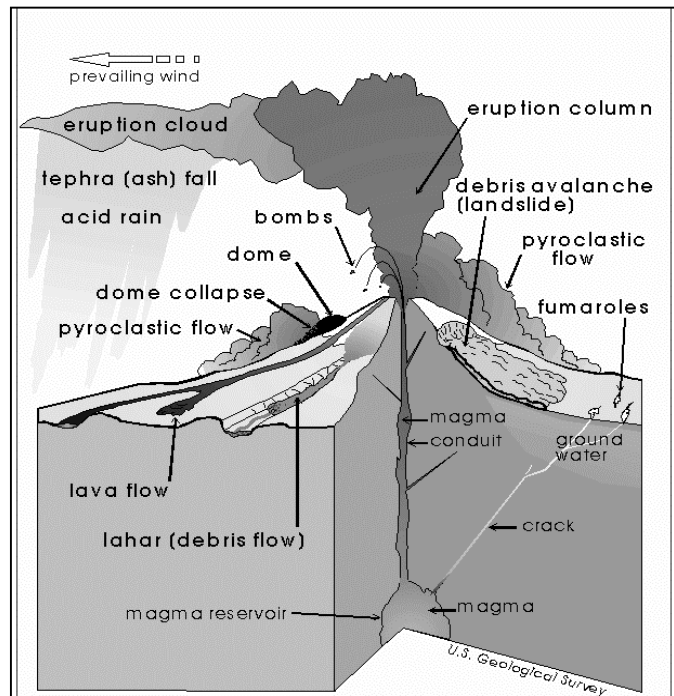 prevailing wind
eruption cloud
eruption column
tephra (ash) fall
acid rain
bombs
debris avalanche
(landslide)
pyroclastic
flow
dome
dome collapse
pyroclastic flow
fumaroles
magma
conduit
ground
water
lava flow
lahar (debris flow)
crack
magma reservoir
magma
U.S. Geological Survey